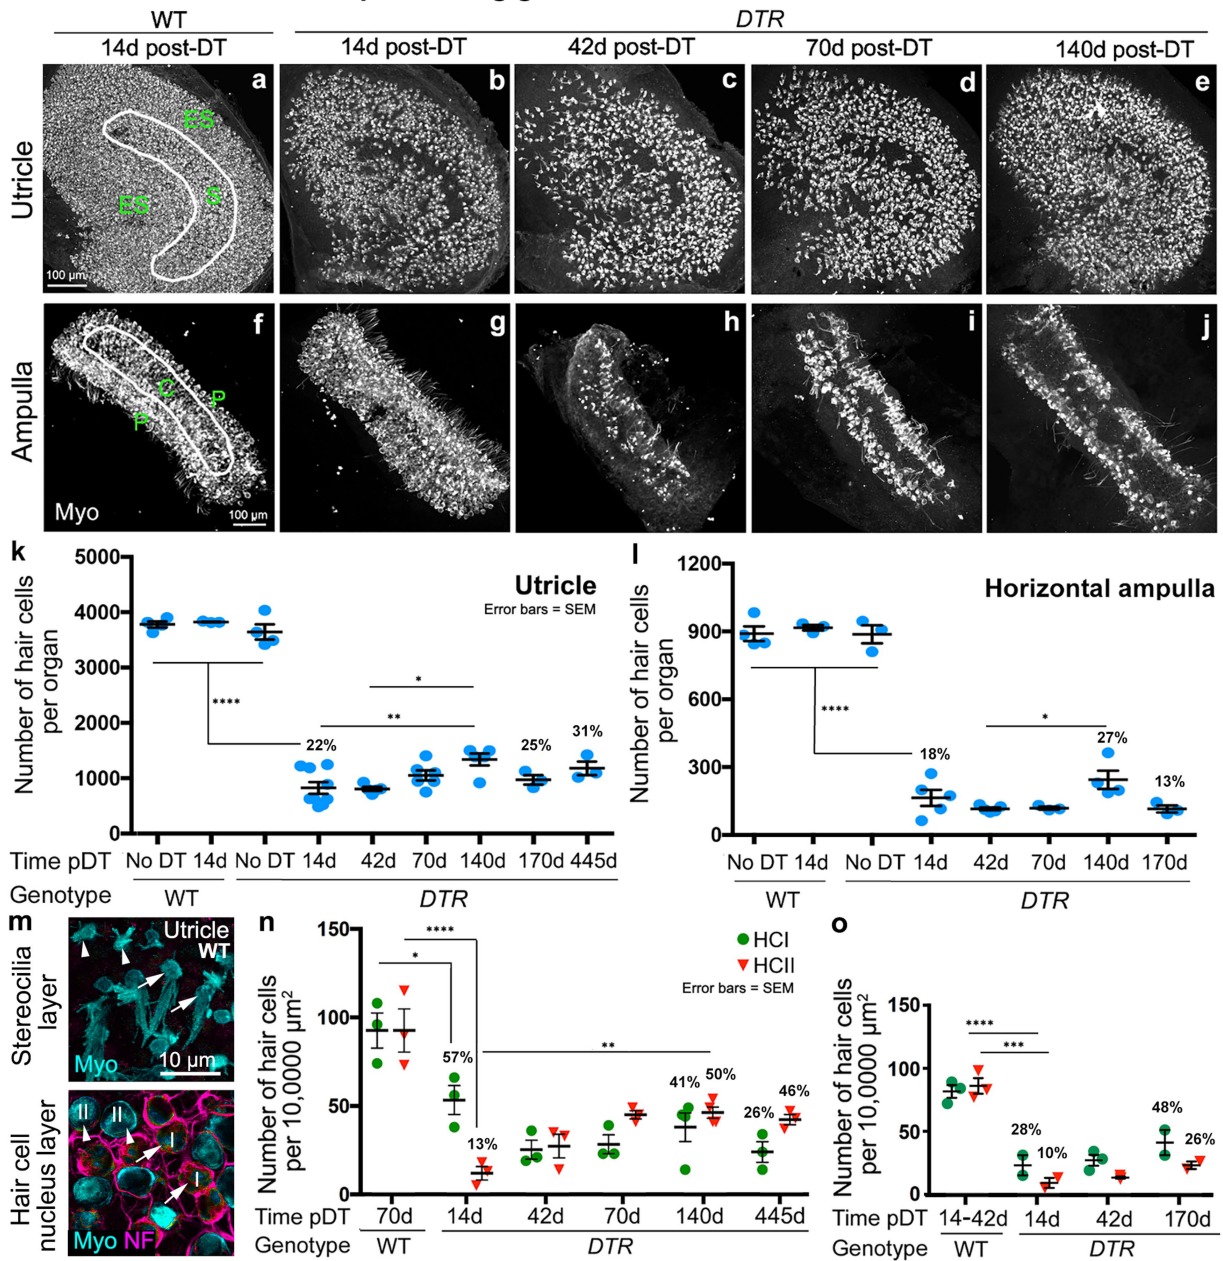 WT DTR
14d post-DT 14d post-DT 42d post-DT 70d post-DT 140d post-DT
Utricle
a b c d e
ES
S
ES
100 µm
Ampulla
f g h i j
C
P
P
Myo
100 µm
k
Number of hair cells per organ
5000
4000
3000
2000
1000
0
Utricle
Error bars = SEM
****
*
**
22% 25% 31%
Time pDT No DT 14d No DT 14d 42d 70d 140d 170d 445d
Genotype WT DTR
l
Number of hair cells per organ
1200
900
600
300
0
Horizontal ampulla
****
*
18% 27% 13%
No DT 14d No DT 14d 42d 70d 140d 170d
WT DTR
m
Stereocilia layer
Utricle
WT
Myo
10 µm
Hair cell nucleus layer
II II
I
I
Myo NF
n
Number of hair cells per 10,0000 µm²
150
100
50
0
****
*
**
HCI
HCII
Error bars = SEM
57% 13% 41% 50% 26% 46%
Time pDT 70d 14d 42d 70d 140d 445d
Genotype WT DTR
o
Number of hair cells per 10,0000 µm²
150
100
50
0
****
***
28% 10% 48% 26%
Time pDT 14-42d 14d 42d 170d
Genotype WT DTR